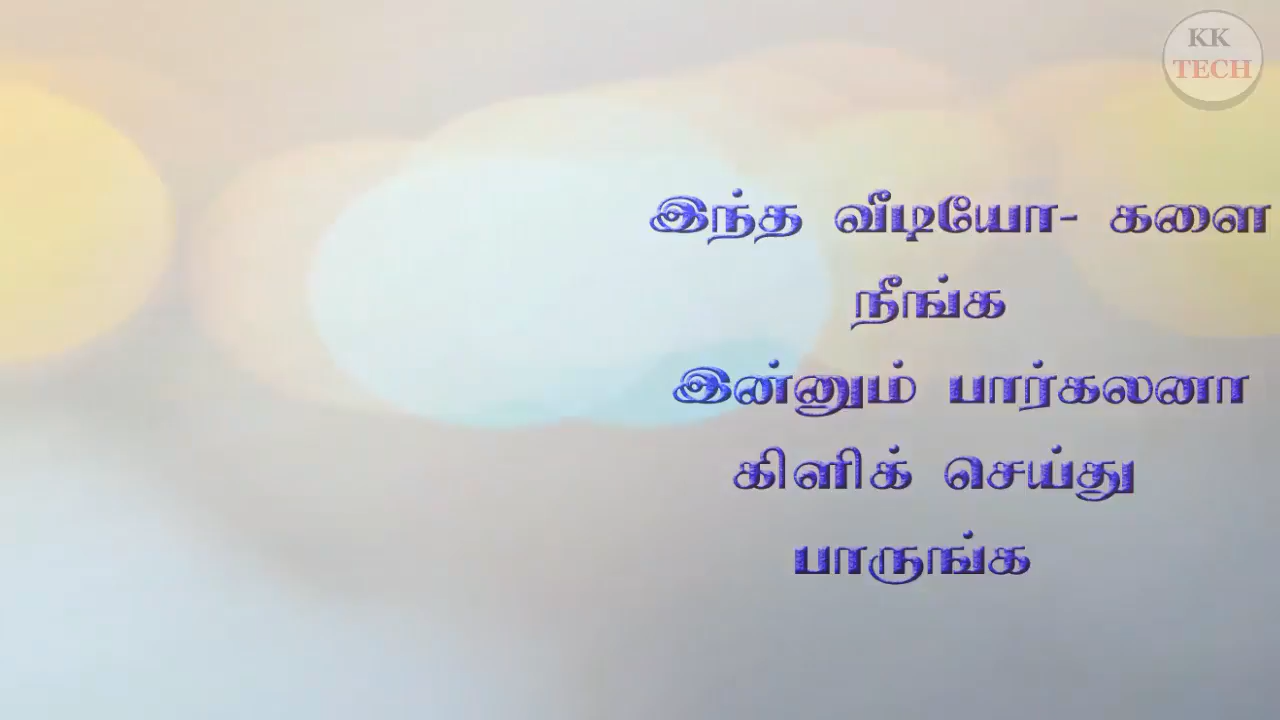 KK
TECH
இந்த வீடியோ- களை
நீங்க
இன்னும் பார்கலனா
கிளிக் செய்து
பாருங்க